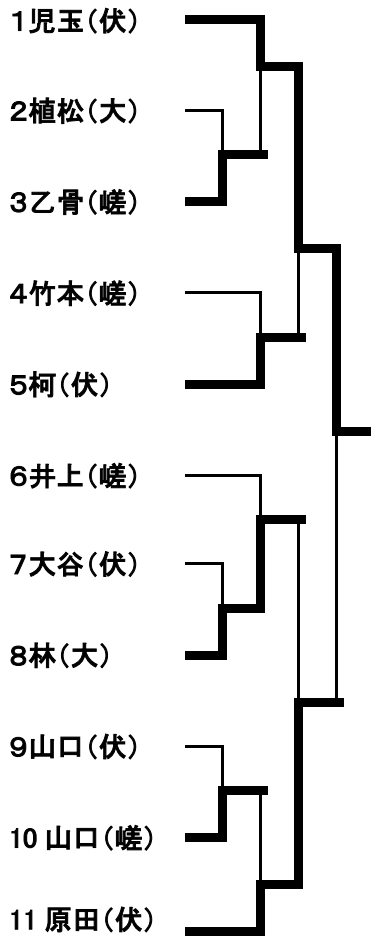 1児玉（伏）
2植松（大）
3乙骨（嵯）
4竹本（嵯）
5柯（伏）
6井上（嵯）
7大谷（伏）
8林（大）
9山口（伏）
10 山口（嵯）
11 原田（伏）